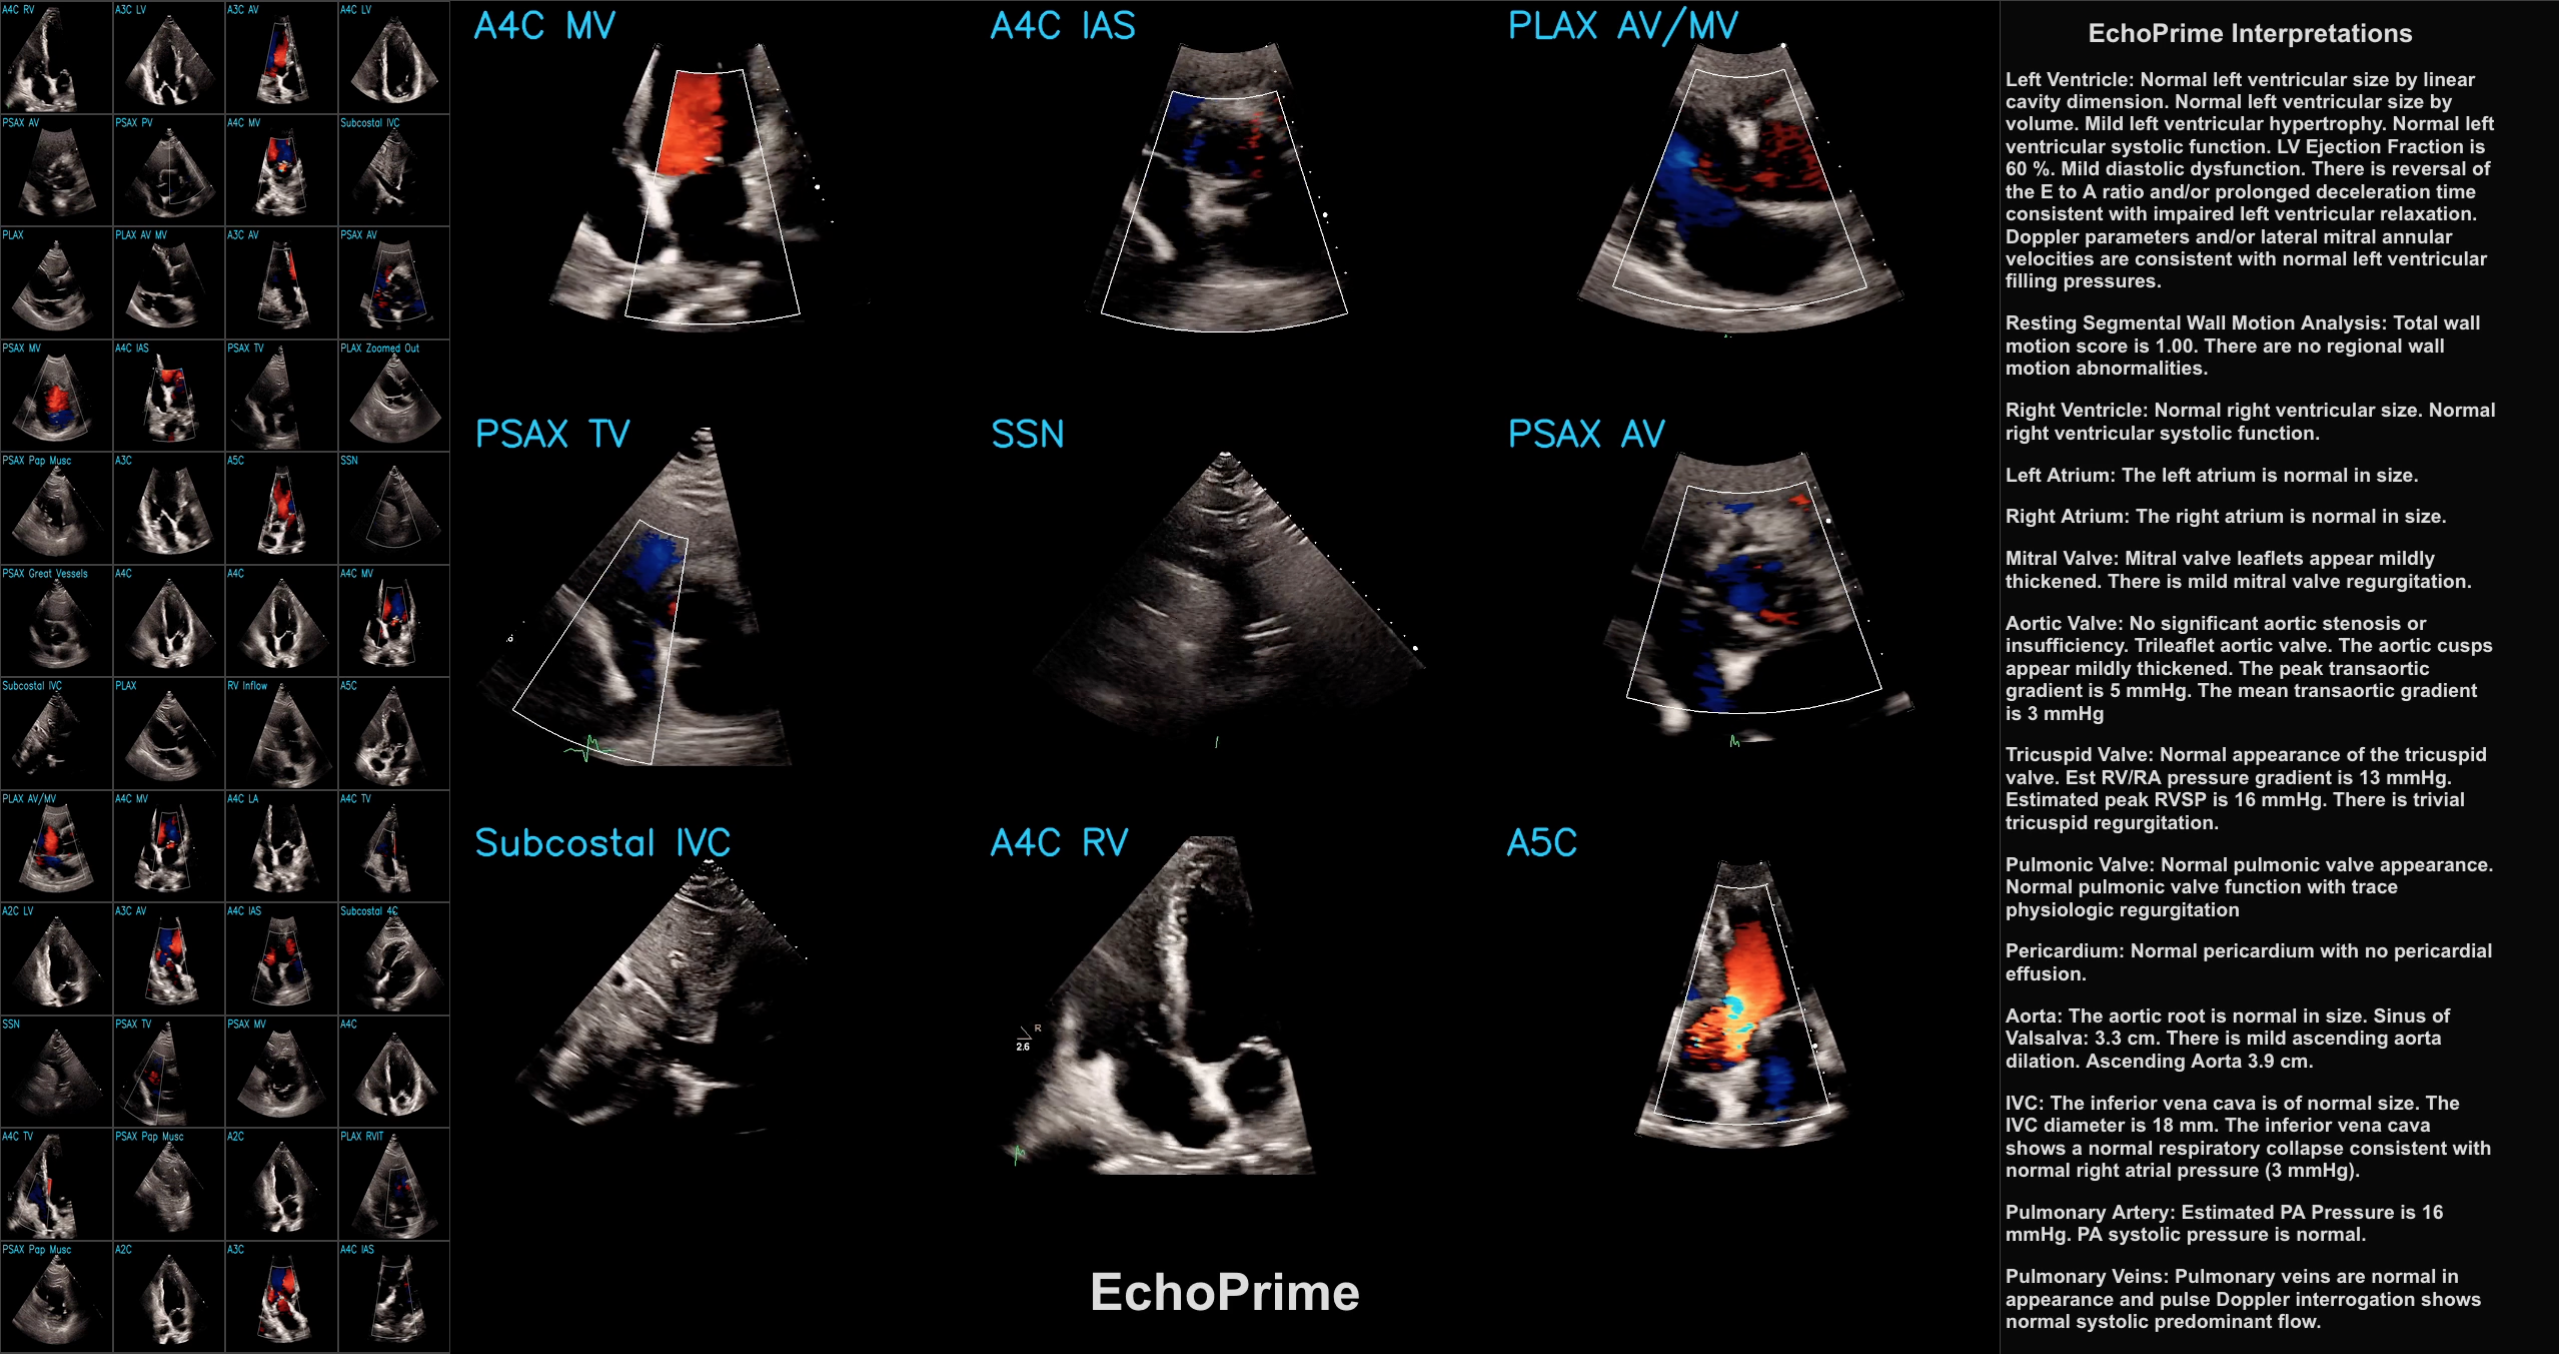 A4C RV
A3C LV
A3C AV
A4C LV
PSAX AV
PSAX PV
A4C MV
Subcostal IVC
PLAX
PLAX AV MV
A3C AV
PSAX AV
PSAX MV
A4C IAS
PSAX TV
PLAX Zoomed Out
PSAX Pap Musc
A3C
A5C
SSN
PSAX Great Vessels
A4C
A4C
A4C MV
Subcostal IVC
PLAX
RV Inflow
A5C
PLAX AV/MV
A4C MV
A4C LA
A4C TV
A2C LV
A3C AV
A4C IAS
Subcostal 4C
SSN
PSAX TV
PSAX MV
A4C
A4C TV
PSAX Pap Musc
A2C
PLAX RVIT
PSAX Pap Musc
A2C
A3C
A4C IAS
A4C MV
A4C IAS
PLAX AV/MV
PSAX TV
SSN
PSAX AV
Subcostal IVC
A4C RV
R
2.6
A5C
EchoPrime
EchoPrime Interpretations
Left Ventricle: Normal left ventricular size by linear
cavity dimension. Normal left ventricular size by
volume. Mild left ventricular hypertrophy. Normal left
ventricular systolic function. LV Ejection Fraction is
60 %. Mild diastolic dysfunction. There is reversal of
the E to A ratio and/or prolonged deceleration time
consistent with impaired left ventricular relaxation.
Doppler parameters and/or lateral mitral annular
velocities are consistent with normal left ventricular
filling pressures.
Resting Segmental Wall Motion Analysis: Total wall
motion score is 1.00. There are no regional wall
motion abnormalities.
Right Ventricle: Normal right ventricular size. Normal
right ventricular systolic function.
Left Atrium: The left atrium is normal in size.
Right Atrium: The right atrium is normal in size.
Mitral Valve: Mitral valve leaflets appear mildly
thickened. There is mild mitral valve regurgitation.
Aortic Valve: No significant aortic stenosis or
insufficiency. Trileaflet aortic valve. The aortic cusps
appear mildly thickened. The peak transaortic
gradient is 5 mmHg. The mean transaortic gradient
is 3 mmHg
Tricuspid Valve: Normal appearance of the tricuspid
valve. Est RV/RA pressure gradient is 13 mmHg.
Estimated peak RVSP is 16 mmHg. There is trivial
tricuspid regurgitation.
Pulmonic Valve: Normal pulmonic valve appearance.
Normal pulmonic valve function with trace
physiologic regurgitation
Pericardium: Normal pericardium with no pericardial
effusion.
Aorta: The aortic root is normal in size. Sinus of
Valsalva: 3.3 cm. There is mild ascending aorta
dilation. Ascending Aorta 3.9 cm.
IVC: The inferior vena cava is of normal size. The
IVC diameter is 18 mm. The inferior vena cava
shows a normal respiratory collapse consistent with
normal right atrial pressure (3 mmHg).
Pulmonary Artery: Estimated PA Pressure is 16
mmHg. PA systolic pressure is normal.
Pulmonary Veins: Pulmonary veins are normal in
appearance and pulse Doppler interrogation shows
normal systolic predominant flow.